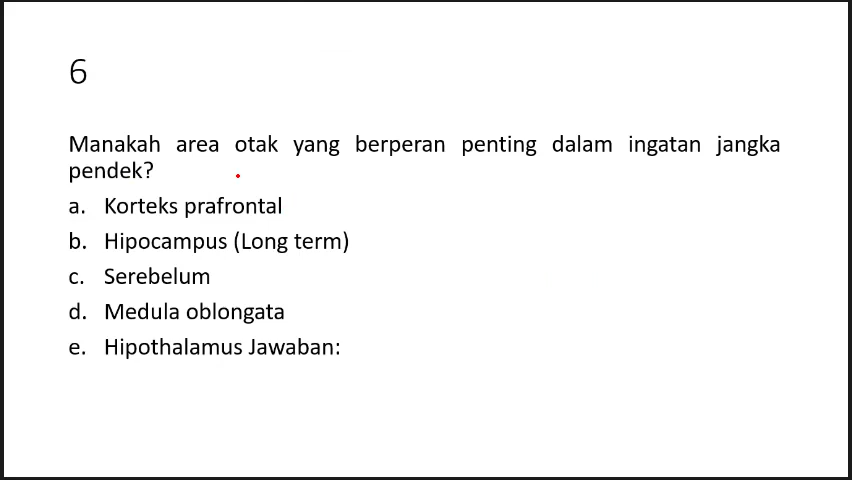 6
Manakah area otak yang berperan penting dalam ingatan jangka
pendek?
a. Korteks prafrontal
b. Hipocampus (Long term)
c. Serebelum
d. Medula oblongata
e. Hipothalamus Jawaban: